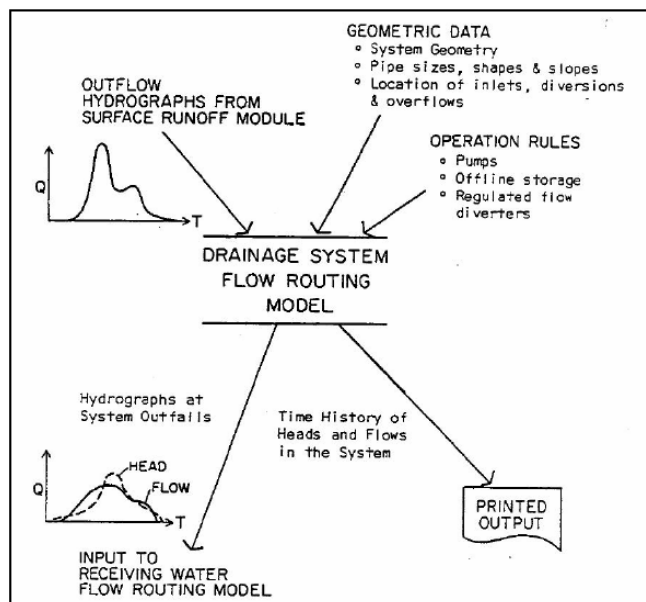 GEOMETRIC DATA
° System Geometry
° Pipe sizes, shapes & slopes
° Location of inlets, diversions
& overflows
OUTFLOW
HYDROGRAPHS FROM
SURFACE RUNOFF MODULE
OPERATION RULES
° Pumps
° Offline storage
° Regulated flow
diverters
Q
T
DRAINAGE SYSTEM
FLOW ROUTING
MODEL
Hydrographs at
System Outfalls
Time History of
Heads and Flows
in the System
HEAD
Q
FLOW
T
PRINTED
OUTPUT
INPUT TO
RECEIVING WATER
FLOW ROUTING MODEL